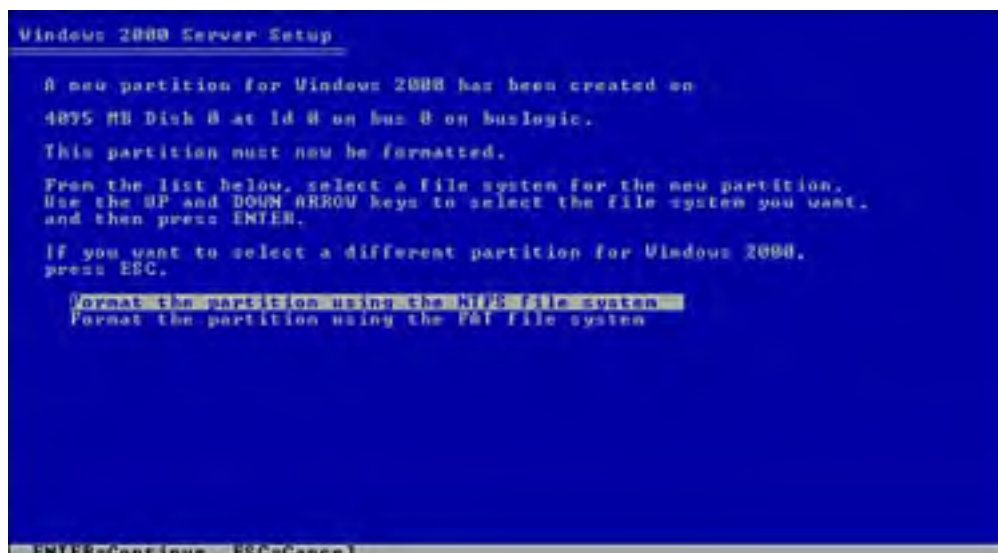 Windows 2000 Server Setup
A new partition for Windows 2000 has been created on
4095 MB Disk 0 at Id 0 on bus 0 on buslogic.
This partition must now be formatted.
From the list below, select a file system for the new partition.
Use the UP and DOWN ARROW keys to select the file system you want,
and then press ENTER.
If you want to select a different partition for Windows 2000,
press ESC.
Format the partition using the NTFS file system
Format the partition using the FAT file system
ENTER=Continue ESC=Cancel